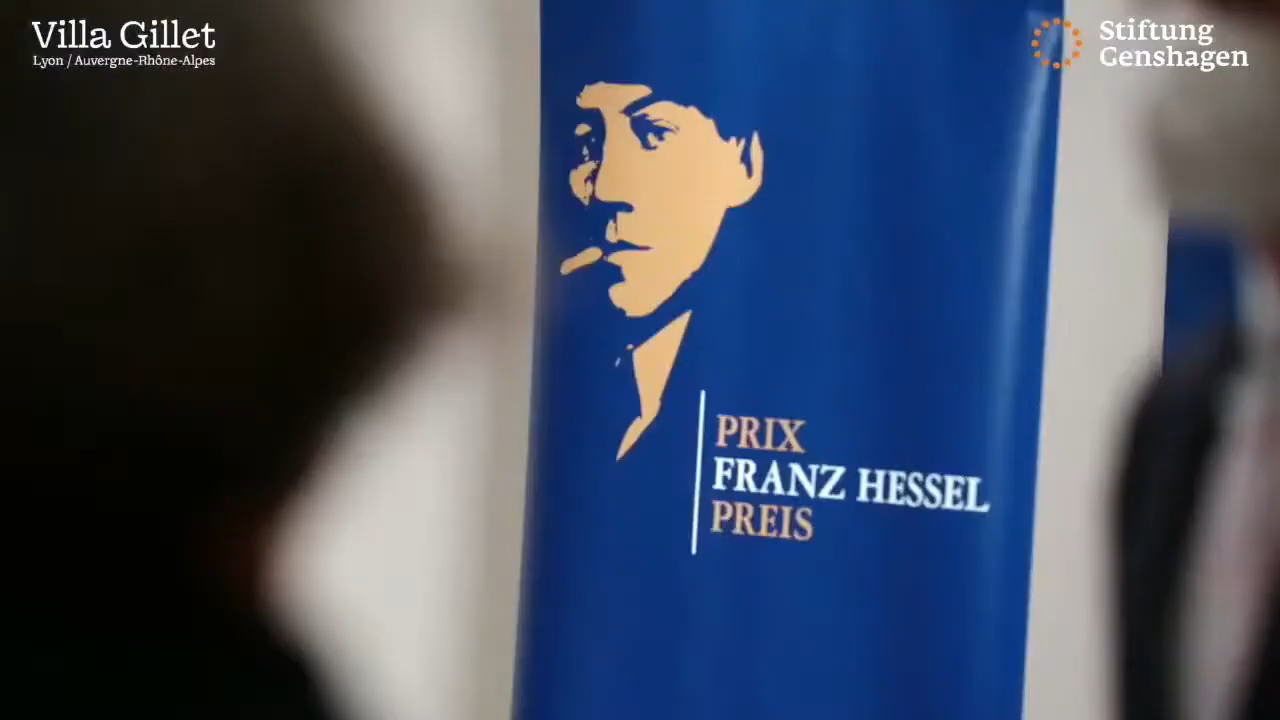 Villa Gillet
Lyon / Auvergne-Rhône-Alpes
Stiftung
Genshagen
PRIX
FRANZ HESSEL
PREIS